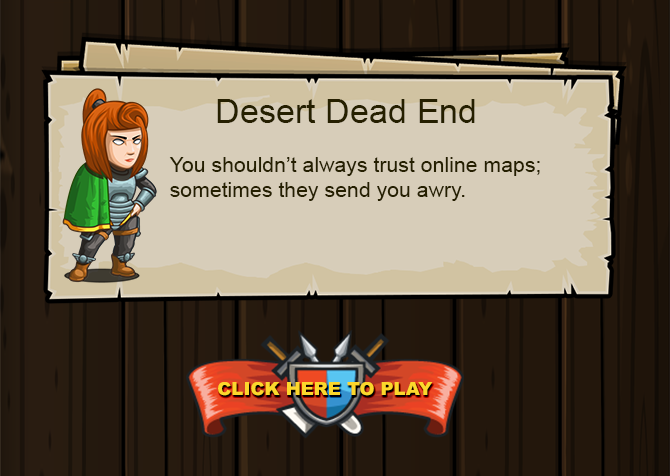 Desert Dead End
You shouldn’t always trust online maps;
sometimes they send you awry.
CLICK HERE TO PLAY